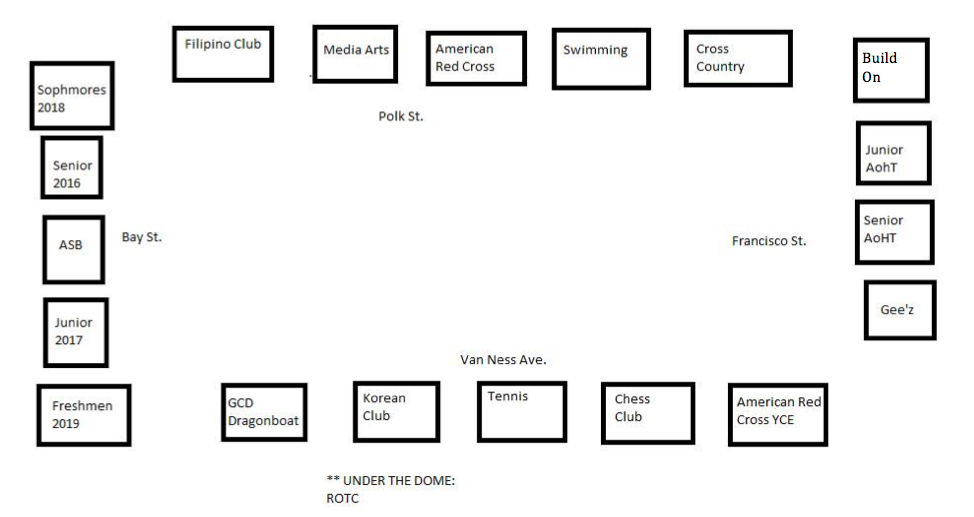 Filipino Club
Media Arts
American
Red Cross
Swimming
Cross
Country
Build
On
Sophmores
2018
Polk St.
Senior
2016
Junior
AohT
ASB
Bay St.
Francisco St.
Senior
AoHT
Junior
2017
Gee'z
Van Ness Ave.
Freshmen
2019
GCD
Dragonboat
Korean
Club
Tennis
Chess
Club
American Red
Cross YCE
** UNDER THE DOME:
ROTC